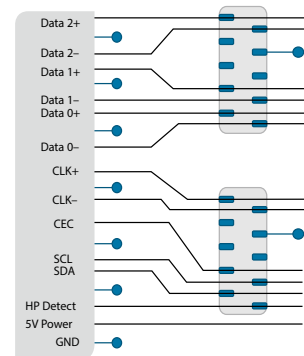 Data 2+
Data 2–
Data 1+
Data 1–
Data 0+
Data 0–
CLK+
CLK–
CEC
SCL
SDA
HP Detect
5V Power
GND